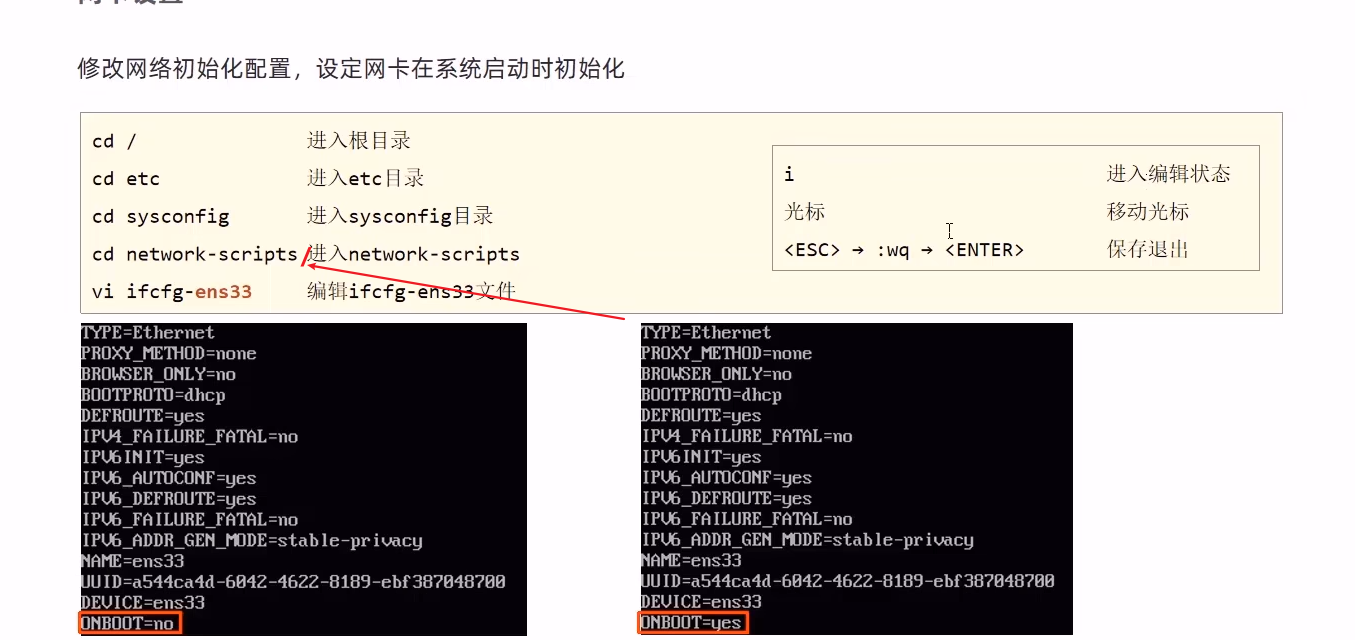 网卡设置
修改网络初始化配置，设定网卡在系统启动时初始化
cd / 进入根目录
cd etc 进入etc目录
cd sysconfig 进入sysconfig目录
cd network-scripts 进入network-scripts
vi ifcfg-ens33 编辑ifcfg-ens33文件
i 进入编辑状态
光标 移动光标
<ESC> → :wq → <ENTER> 保存退出
TYPE=Ethernet
PROXY_METHOD=none
BROWSER_ONLY=no
BOOTPROTO=dhcp
DEFROUTE=yes
IPV4_FAILURE_FATAL=no
IPV6INIT=yes
IPV6_AUTOCONF=yes
IPV6_DEFROUTE=yes
IPV6_FAILURE_FATAL=no
IPV6_ADDR_GEN_MODE=stable-privacy
NAME=ens33
UUID=a544ca4d-6042-4622-8189-ebf387048700
DEVICE=ens33
ONBOOT=no
TYPE=Ethernet
PROXY_METHOD=none
BROWSER_ONLY=no
BOOTPROTO=dhcp
DEFROUTE=yes
IPV4_FAILURE_FATAL=no
IPV6INIT=yes
IPV6_AUTOCONF=yes
IPV6_DEFROUTE=yes
IPV6_FAILURE_FATAL=no
IPV6_ADDR_GEN_MODE=stable-privacy
NAME=ens33
UUID=a544ca4d-6042-4622-8189-ebf387048700
DEVICE=ens33
ONBOOT=yes